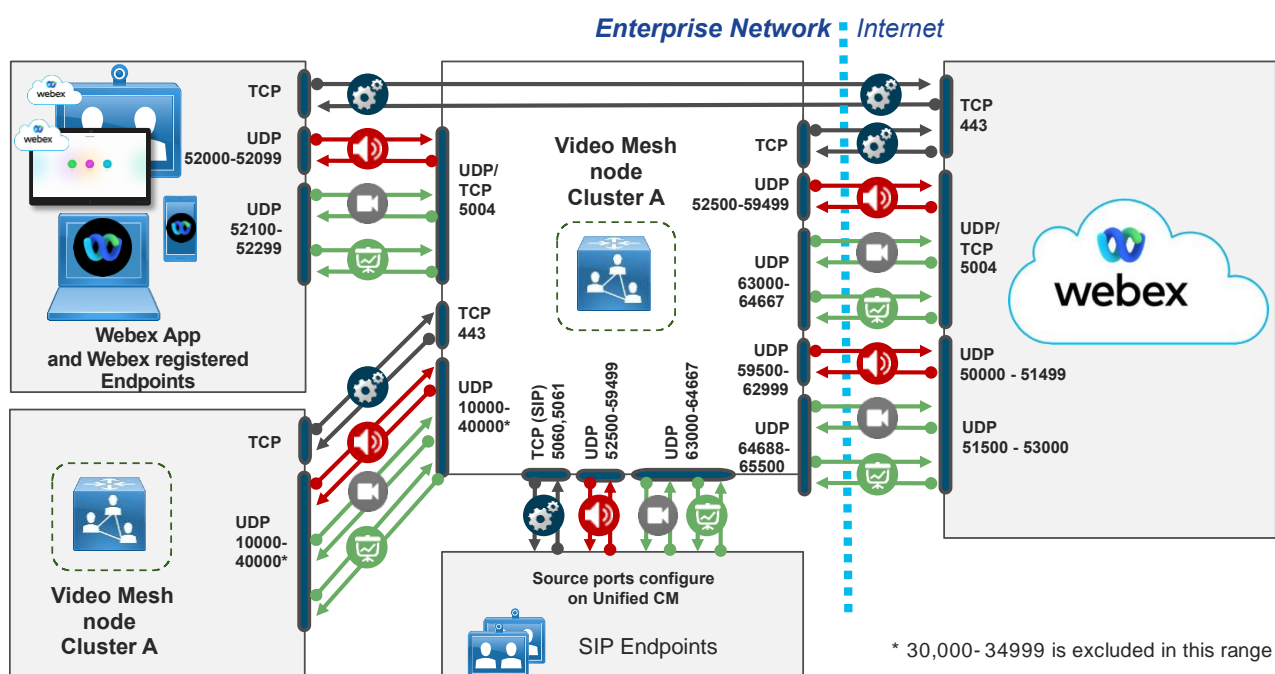 Enterprise Network
Internet
webex
webex
TCP
UDP
52000-52099
UDP
52100-
52299
Webex App
and Webex registered
Endpoints
UDP/
TCP
5004
TCP
443
UDP
10000-
40000*
Video Mesh
node
Cluster A
TCP
UDP
52500-59499
UDP
63000-
64667
UDP
59500-
62999
UDP
64688-
65500
TCP (SIP)
5060,5061
UDP
52500-59499
UDP
63000-64667
TCP
443
UDP/
TCP
5004
UDP
50000 - 51499
UDP
51500 - 53000
webex
TCP
UDP
10000-
40000*
Video Mesh
node
Cluster A
Source ports configure
on Unified CM
SIP Endpoints
* 30,000- 34999 is excluded in this range